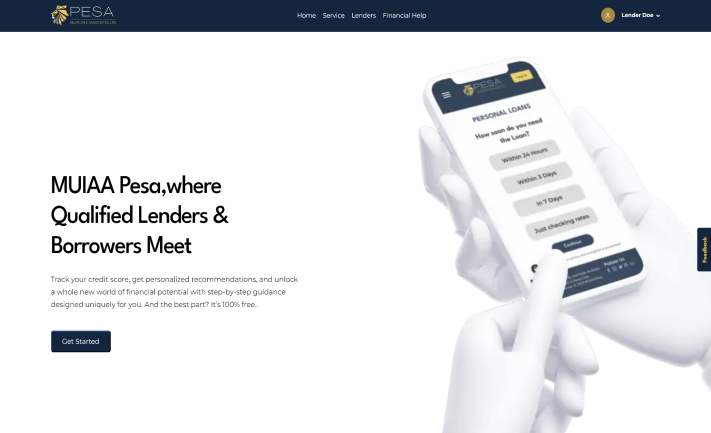 PESA
Home Service Lenders Financial Help
Lender Doe
MUIAA Pesa,where
Qualified Lenders &
Borrowers Meet
Track your credit score, get personalized recommendations, and unlock
a whole new world of financial potential with step-by-step guidance
designed uniquely for you. And the best part? It's 100% free..
Get Started
PESA
Log In
PERSONAL LOANS
How soon do you need
the Loan?
Within 24 Hours
Within 3 Days
In 7 Days
Just checking rates
Continue
Follow Us
Feedback